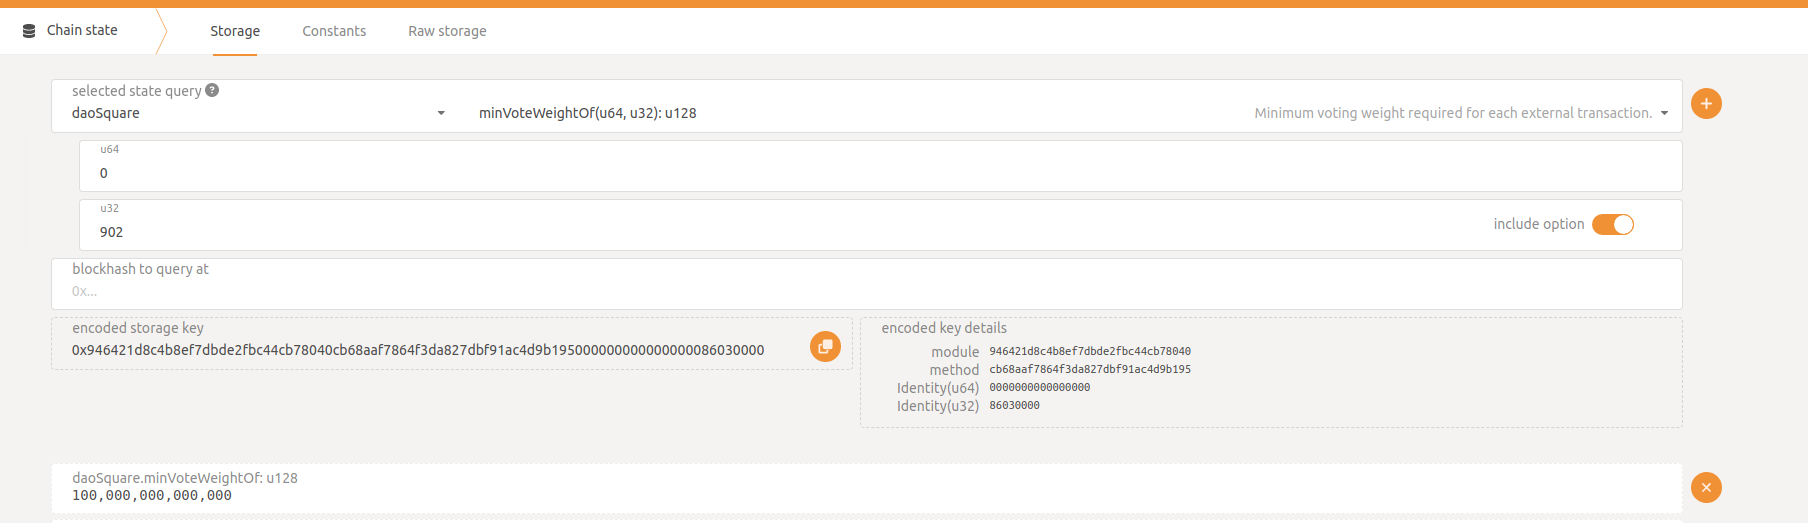 Chain state
Storage
Constants
Raw storage
selected state query ?
daoSquare
minVoteWeightOf(u64, u32): u128
Minimum voting weight required for each external transaction.
u64
0
u32
902
include option
blockhash to query at
0x...
encoded storage key
0x946421d8c4b8ef7dbde2fbc44cb78040cb68aaf7864f3da827dbf91ac4d9b195000000000000000086030000
encoded key details
module 946421d8c4b8ef7dbde2fbc44cb78040
method cb68aaf7864f3da827dbf91ac4d9b195
Identity(u64) 0000000000000000
Identity(u32) 86030000
daoSquare.minVoteWeightOf: u128
100,000,000,000,000